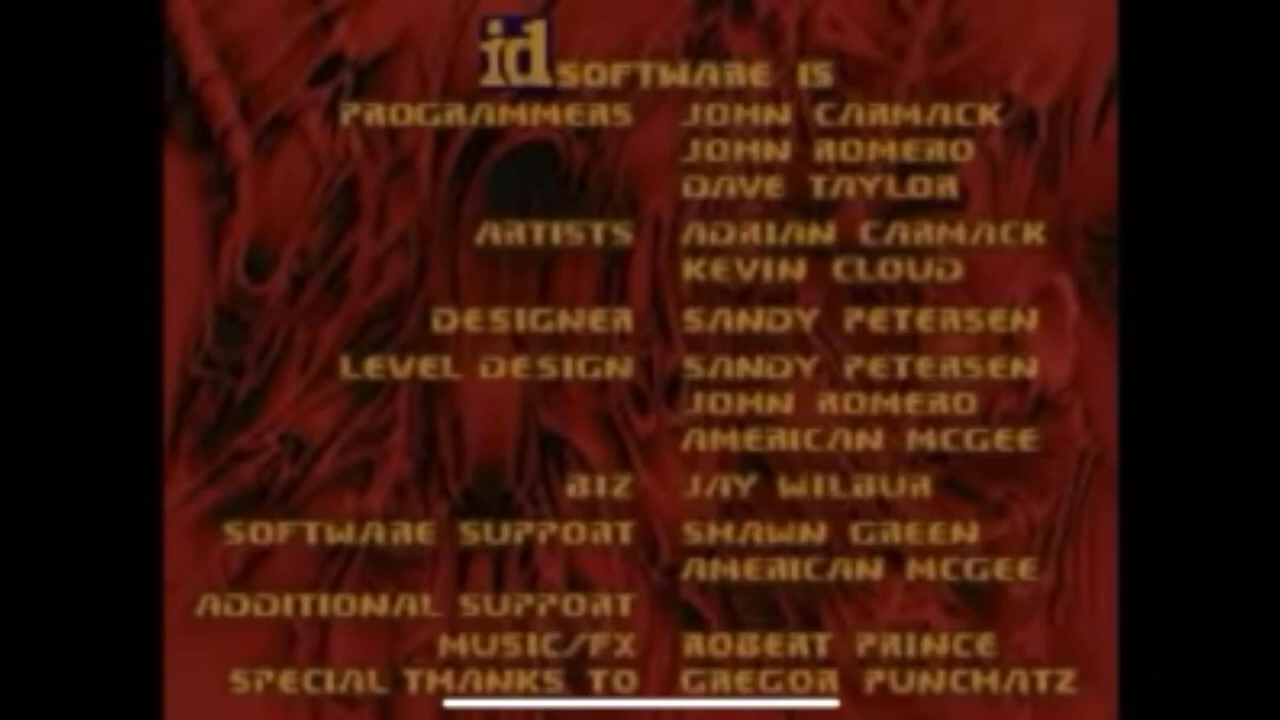 id SOFTWARE IS
PROGRAMMERS JOHN CARMACK
JOHN ROMERO
DAVE TAYLOR
ARTISTS ADRIAN CARMACK
KEVIN CLOUD
DESIGNER SANDY PETERSEN
LEVEL DESIGN SANDY PETERSEN
JOHN ROMERO
AMERICAN MCGEE
BIZ JAY WILBUR
SOFTWARE SUPPORT SHAWN GREEN
AMERICAN MCGEE
ADDITIONAL SUPPORT
MUSIC/FX ROBERT PRINCE
SPECIAL THANKS TO GREGOR PUNCHATZ